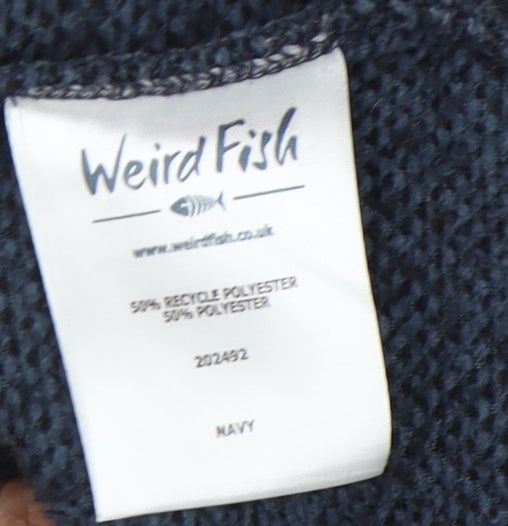 Weird Fish
www.weirdfish.co.uk
50% RECYCLE POLYESTER
50% POLYESTER
202492
NAVY